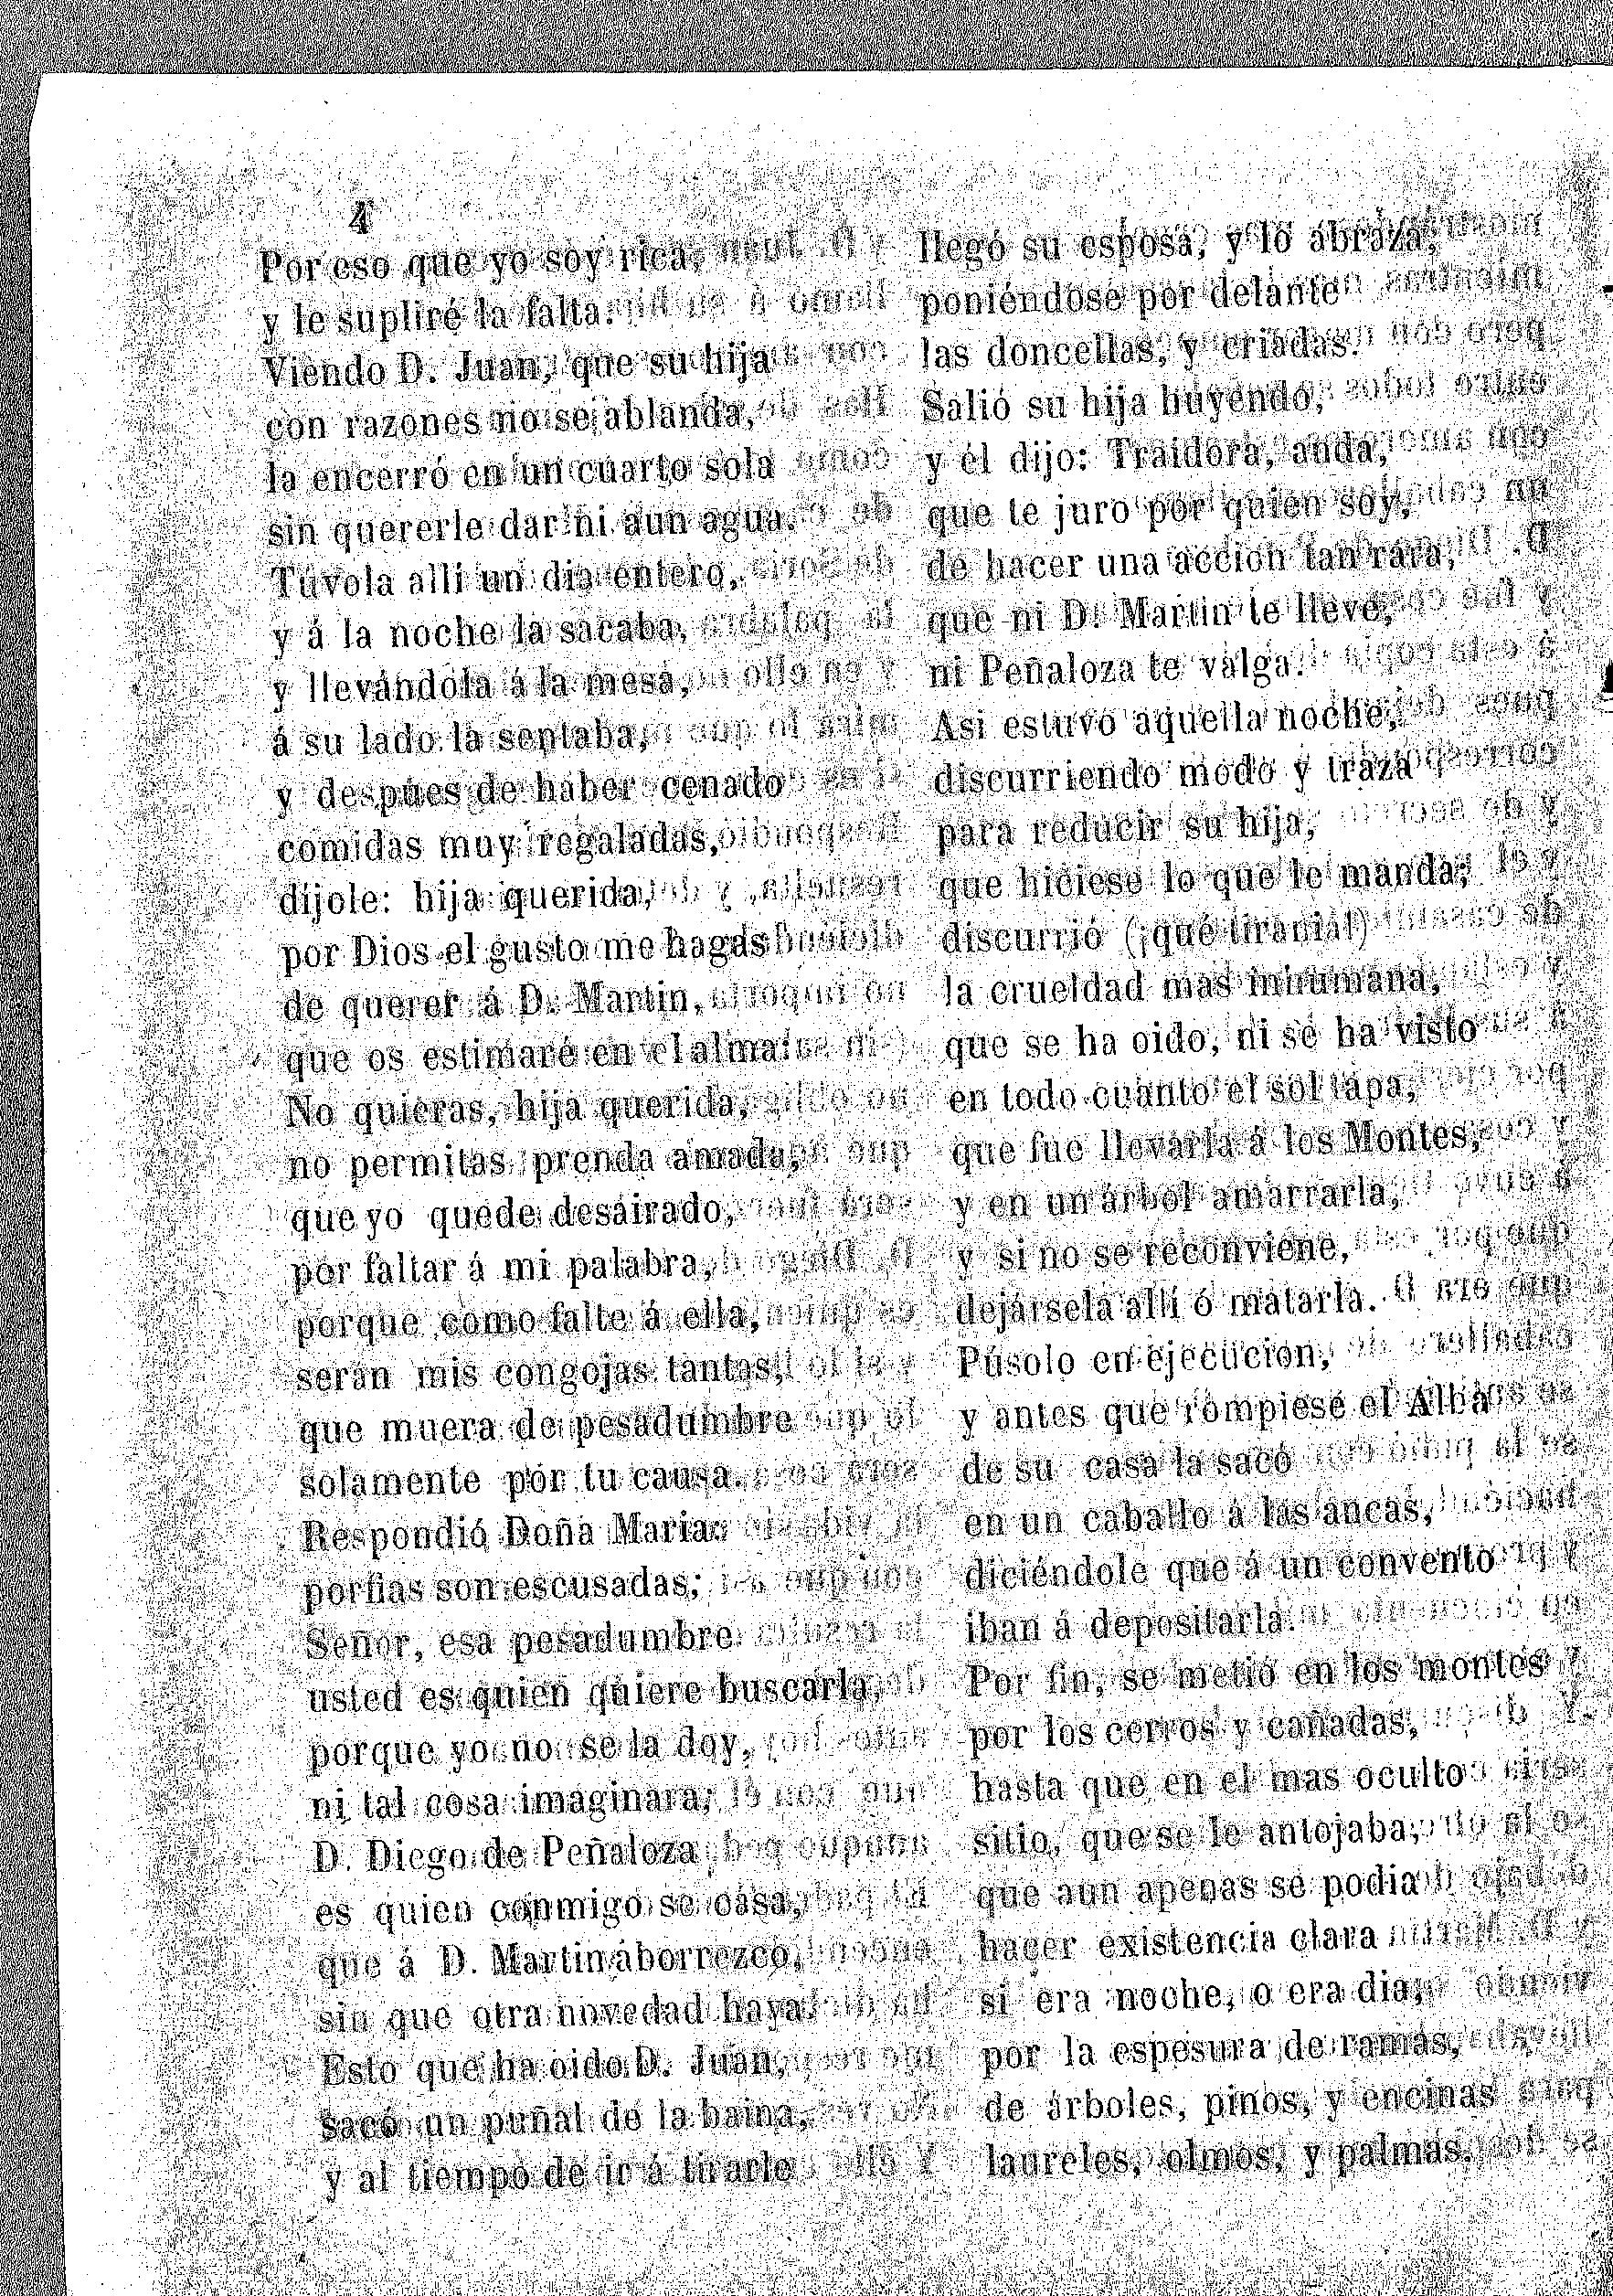 4
Por eso que yo soy rica,
y le supliré la falta.
Viendo D. Juan, que su hija
con razones no se ablanda,
la encerró en un cuarto sola
sin quererle dar ni aun agua.
Túvola alli un dia entero,
y á la noche la sacaba,
y llevándola á la mesa,
á su lado la sentaba,
y despues de haber cenado
comidas muy regaladas,
díjole: hija querida,
por Dios el gusto me hagas
de querer á D. Martin,
que os estimaré en el alma:
No quieras, hija querida,
no permitas prenda amada,
que yo quede desairado,
por faltar á mi palabra,
porque como falte á ella,
serán mis congojas tantas,
que muera de pesadumbre
solamente por tu causa.
Respondió Doña Maria:
porfias son escusadas;
Señor, esa pesadumbre
usted es quien quiere buscarla,
porque yo no se la doy,
ni tal cosa imaginara;
D. Diego de Peñaloza
es quien conmigo se casa,
que á D. Martin aborrezco,
sin que otra novedad haya.
Esto que ha oido D. Juan,
sacó un puñal de la baina,
y al tiempo de ir á tirarle
llegó su esposa, y lo abraza,
poniéndose por delante
las doncellas, y criadas.
Salió su hija huyendo,
y él dijo: Traidora, anda,
que te juro por quien soy,
de hacer una accion tan rara,
que ni D. Martin te lleve,
ni Peñaloza te valga.
Asi estuvo aquella noche,
discurriendo modo y traza
para reducir su hija,
que hiciese lo que le manda;
discurrió (¡qué tirania!)
la crueldad mas inhumana,
que se ha oido, ni se ha visto
en todo cuanto el sol tapa,
que fue llevarla á los Montes,
y en un árbol amarrarla,
y si no se reconviene,
dejársela alli ó matarla.
Púsolo en ejecucion,
y antes que rompiese el Alba
de su casa la sacó
en un caballo á las ancas,
diciéndole que á un convento
iban á depositarla.
Por fin, se metió en los montes
por los cerros y cañadas,
hasta que en el mas oculto
sitio, que se le antojaba,
que aun apenas se podia
hacer existencia clara
si era noche, o era dia,
por la espesura de ramas,
de árboles, pinos, y encinas
laureles, olmos, y palmas.